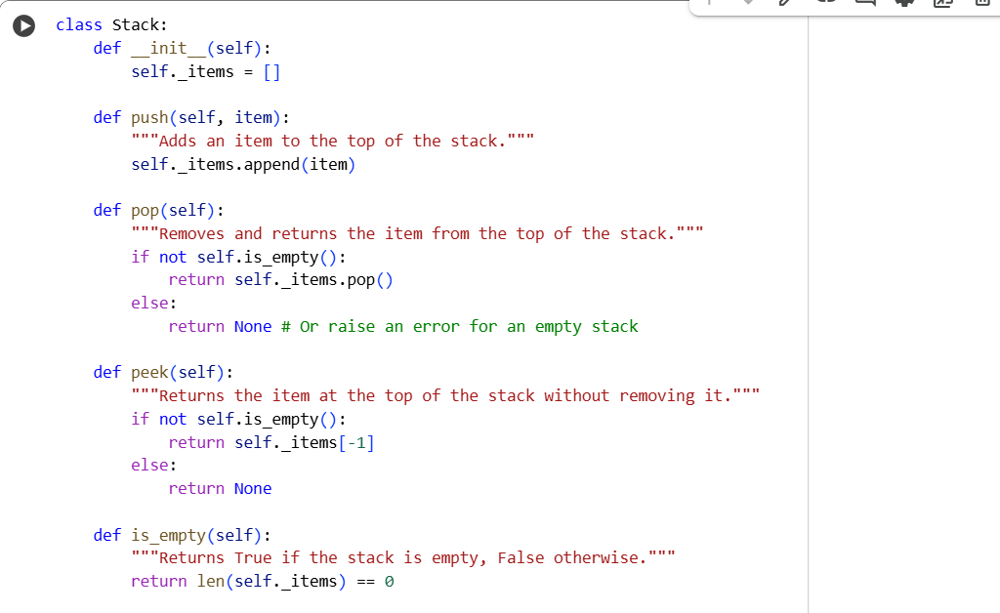 class Stack:
    def __init__(self):
        self._items = []

    def push(self, item):
        """Adds an item to the top of the stack."""
        self._items.append(item)

    def pop(self):
        """Removes and returns the item from the top of the stack."""
        if not self.is_empty():
            return self._items.pop()
        else:
            return None # Or raise an error for an empty stack

    def peek(self):
        """Returns the item at the top of the stack without removing it."""
        if not self.is_empty():
            return self._items[-1]
        else:
            return None

    def is_empty(self):
        """Returns True if the stack is empty, False otherwise."""
        return len(self._items) == 0